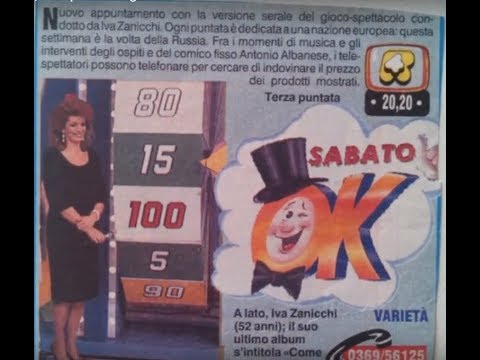 Nuovo appuntamento con la versione serale del gioco-spettacolo con-
dotto da Iva Zanicchi. Ogni puntata è dedicata a una nazione europea: questa
settimana è la volta della Russia. Fra i momenti di musica e gli
interventi degli ospiti e del comico fisso Antonio Albanese, i tele-
spettatori possono telefonare per cercare di indovinare il prezzo
dei prodotti mostrati.
Terza puntata
20,20
80
15
100
5
90
SABATO
OK
A lato, Iva Zanicchi
(52 anni); il suo
ultimo album
s'intitola «Come
VARIETÀ
0369/56125